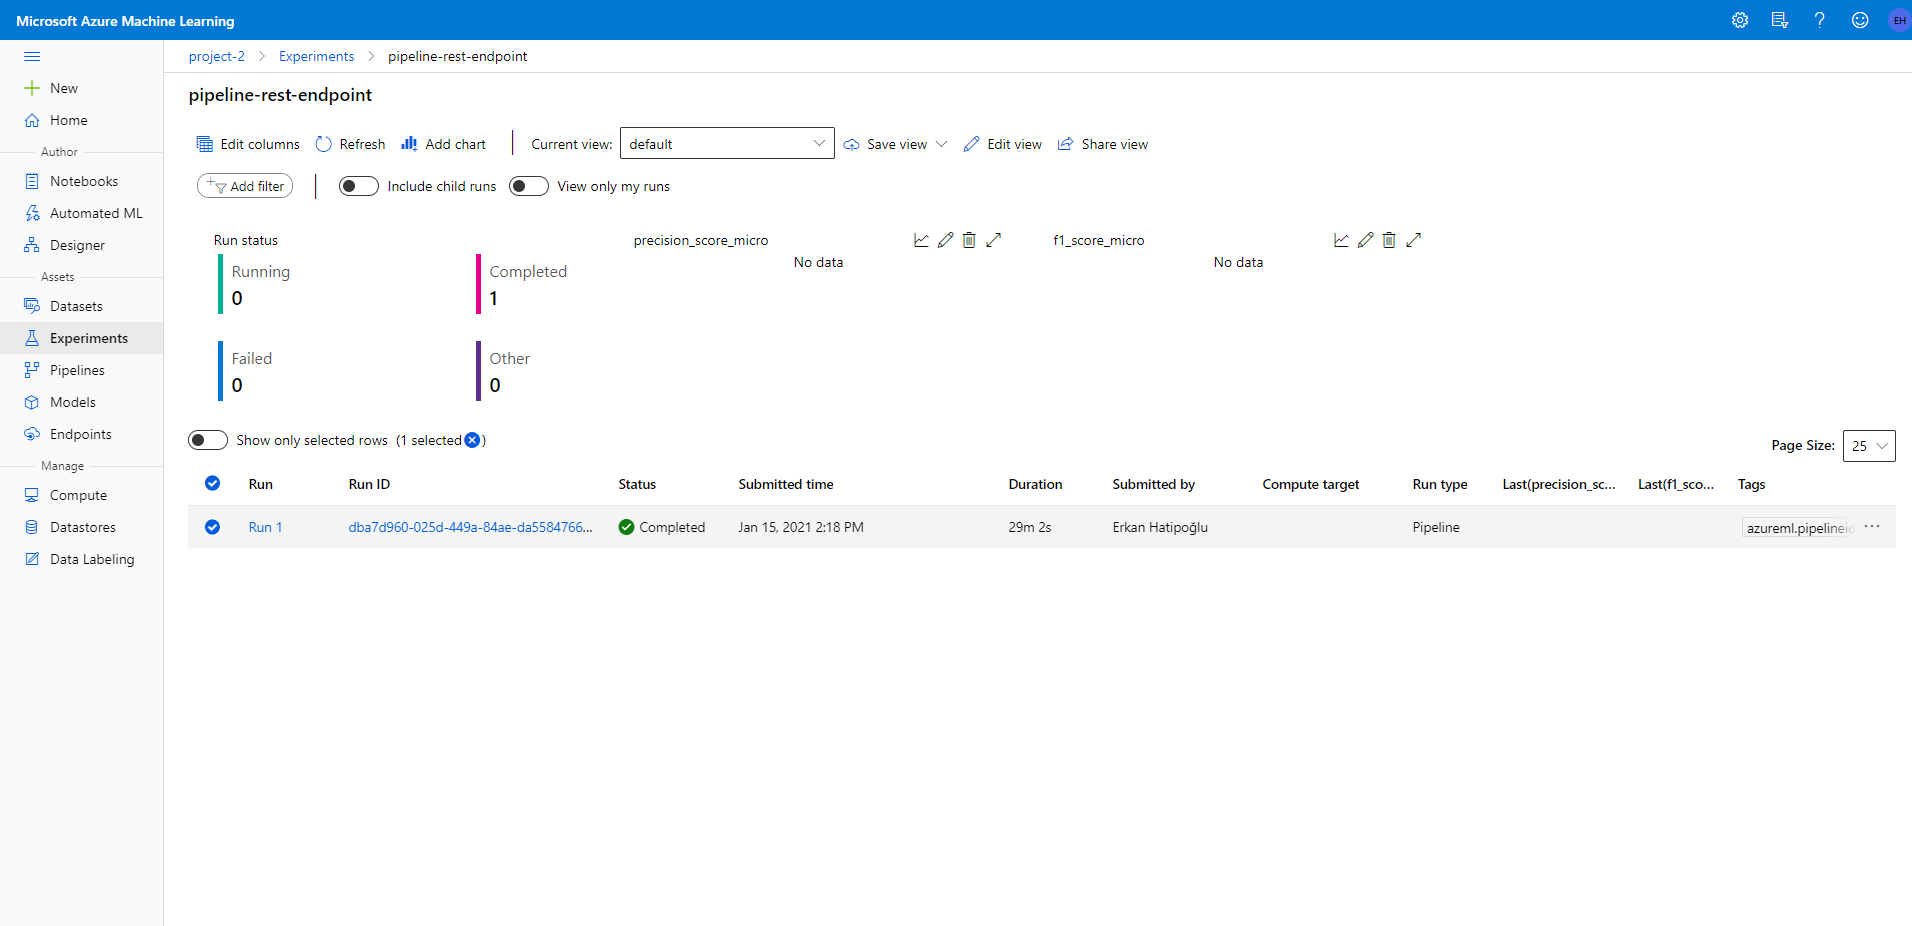 Microsoft Azure Machine Learning
EH
project-2 > Experiments > pipeline-rest-endpoint
New
Home
Author
Notebooks
Automated ML
Designer
Assets
Datasets
Experiments
Pipelines
Models
Endpoints
Manage
Compute
Datastores
Data Labeling
pipeline-rest-endpoint
Edit columns Refresh Add chart Current view: default Save view Edit view Share view
Add filter Include child runs View only my runs
Run status
Running
0
Completed
1
Failed
0
Other
0
precision_score_micro
No data
f1_score_micro
No data
Show only selected rows (1 selected )
Page Size: 25
Run Run ID Status Submitted time Duration Submitted by Compute target Run type Last(precision_sc... Last(f1_sco... Tags
Run 1 dba7d960-025d-449a-84ae-da5584766... Completed Jan 15, 2021 2:18 PM 29m 2s Erkan Hatipoğlu Pipeline azureml.pipelineid ...